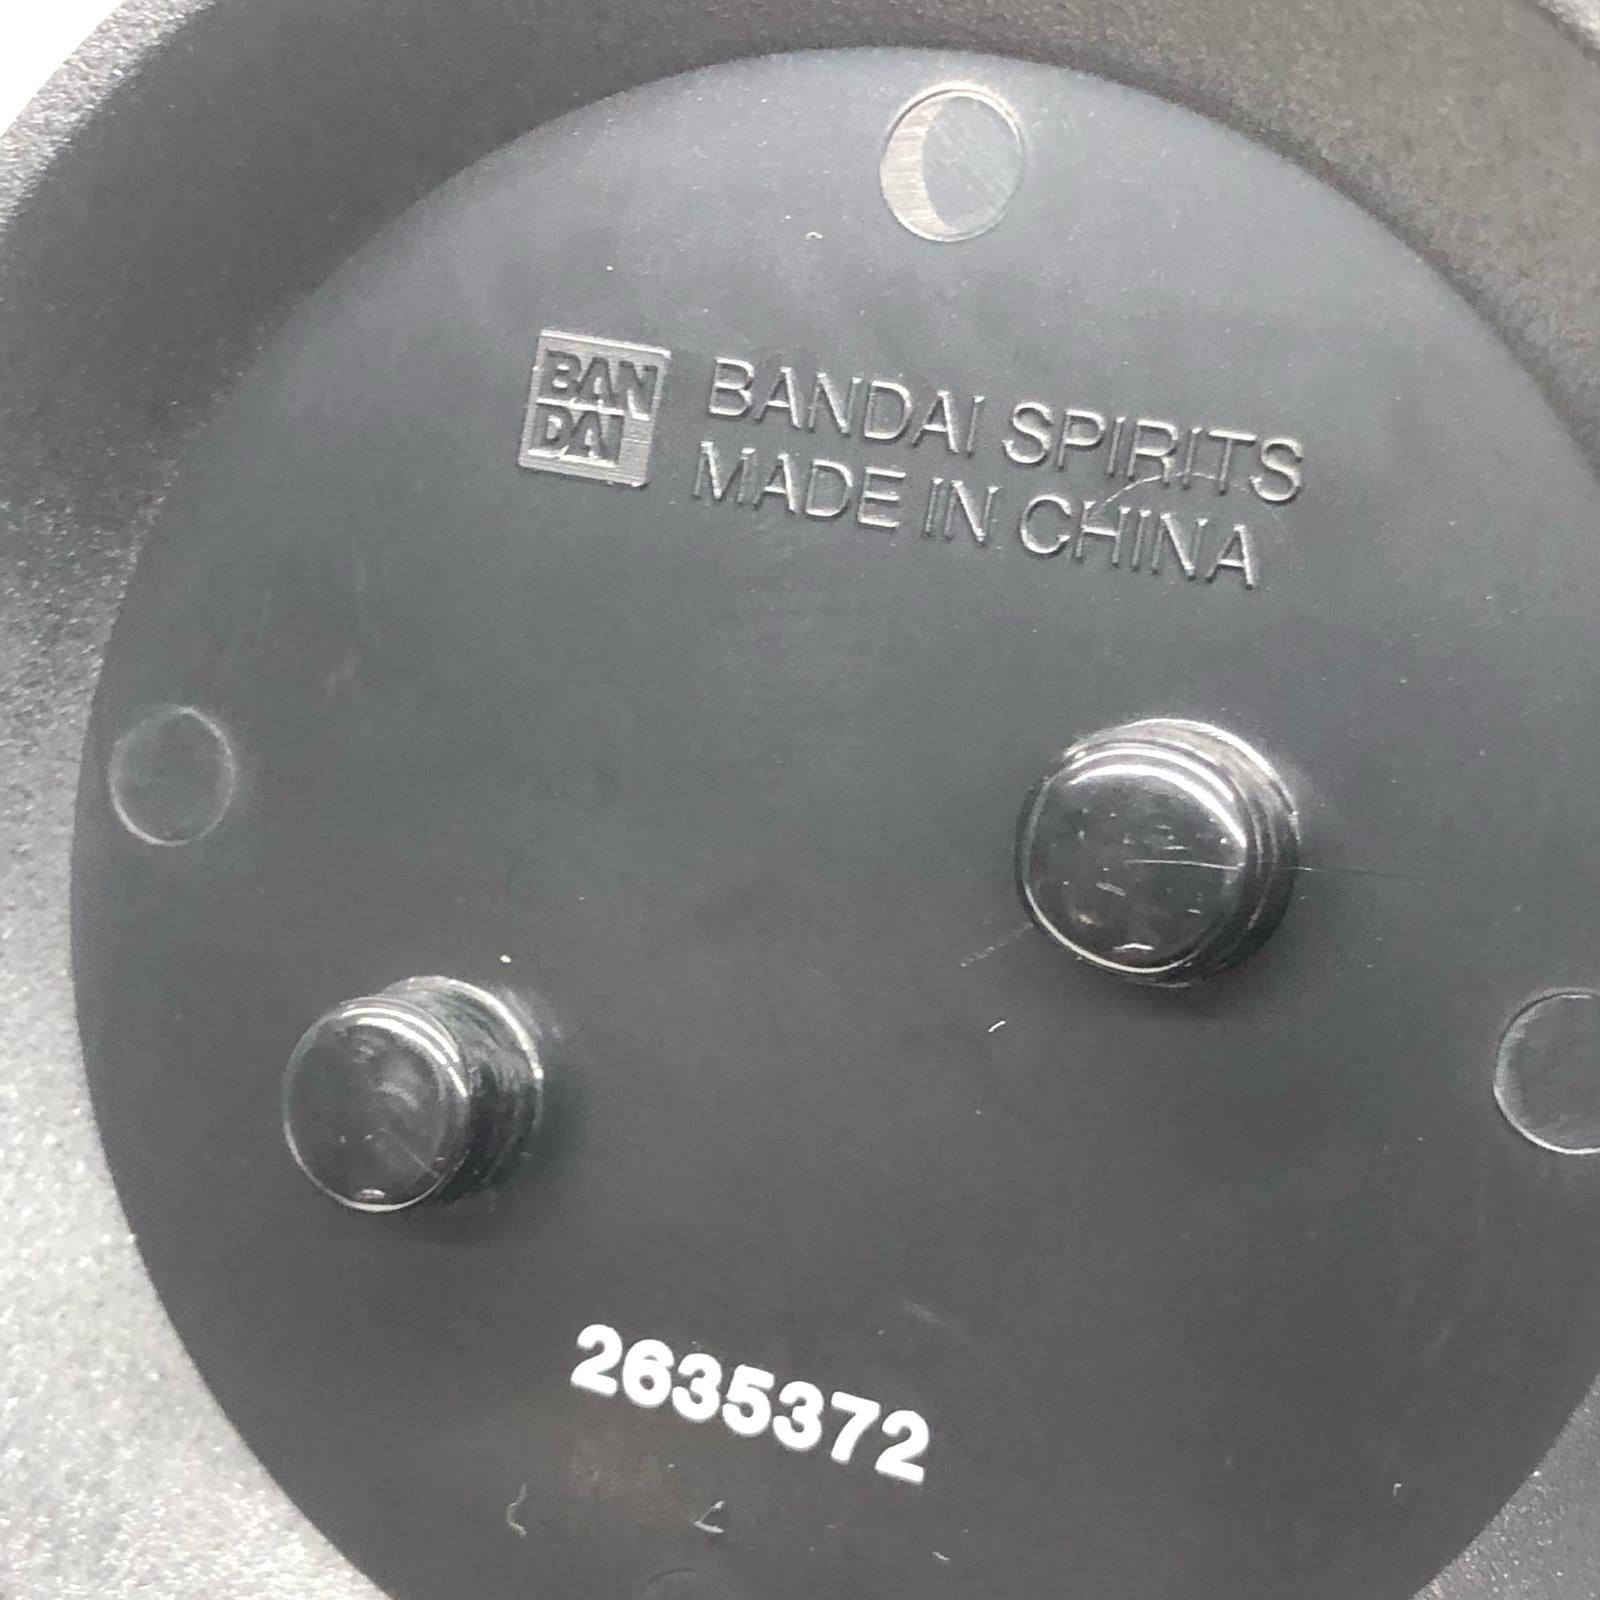 BAN
DAI
BANDAI SPIRITS
MADE IN CHINA
2635372